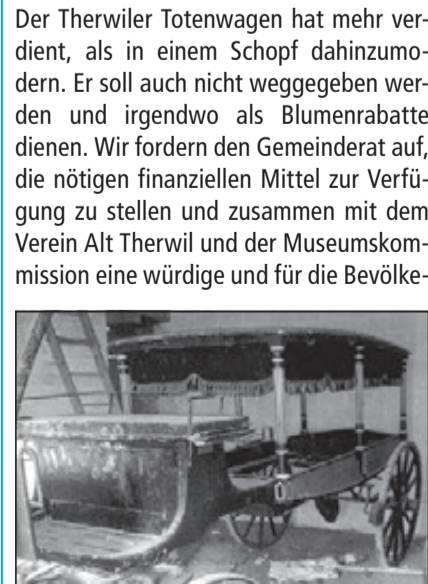 Der Therwiler Totenwagen hat mehr ver-
dient, als in einem Schopf dahinzumo-
dern. Er soll auch nicht weggegeben wer-
den und irgendwo als Blumenrabatte
dienen. Wir fordern den Gemeinderat auf,
die nötigen finanziellen Mittel zur Verfü-
gung zu stellen und zusammen mit dem
Verein Alt Therwil und der Museumskom-
mission eine würdige und für die Bevölke-